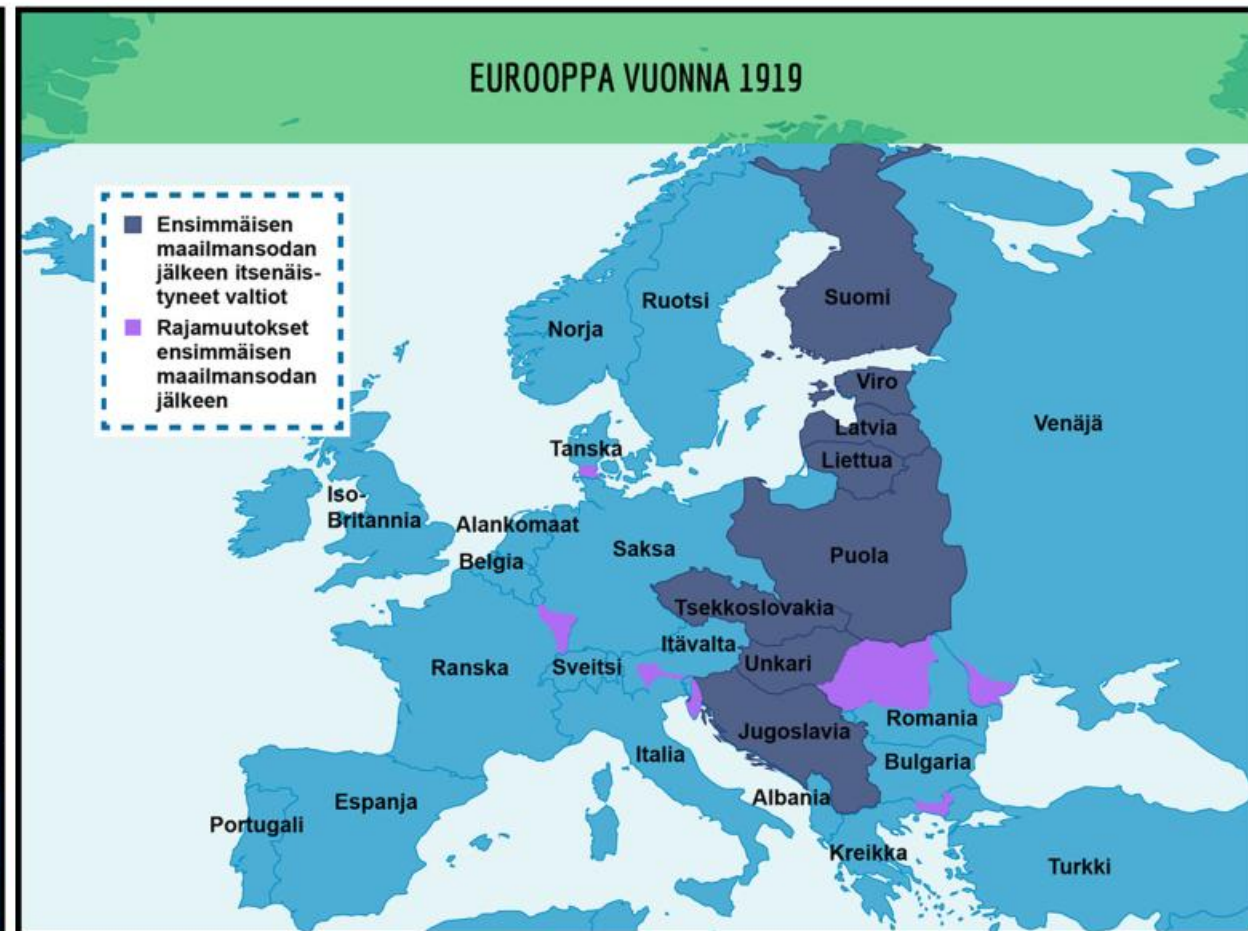 EUROOPPA VUONNA 1919
Ensimmäisen
maailmansodan
jälkeen itsenäis-
tyneet valtiot
Rajamuutokset
ensimmäisen
maailmansodan
jälkeen
Suomi
Ruotsi
Norja
Viro
Venäjä
Latvia
Tanska
Liettua
Iso-
Britannia
Alankomaat
Saksa
Puola
Belgia
Tsekkoslovakia
Itävalta
Ranska
Sveitsi
Unkari
Romania
Jugoslavia
Italia
Bulgaria
Espanja
Albania
Portugali
Kreikka
Turkki